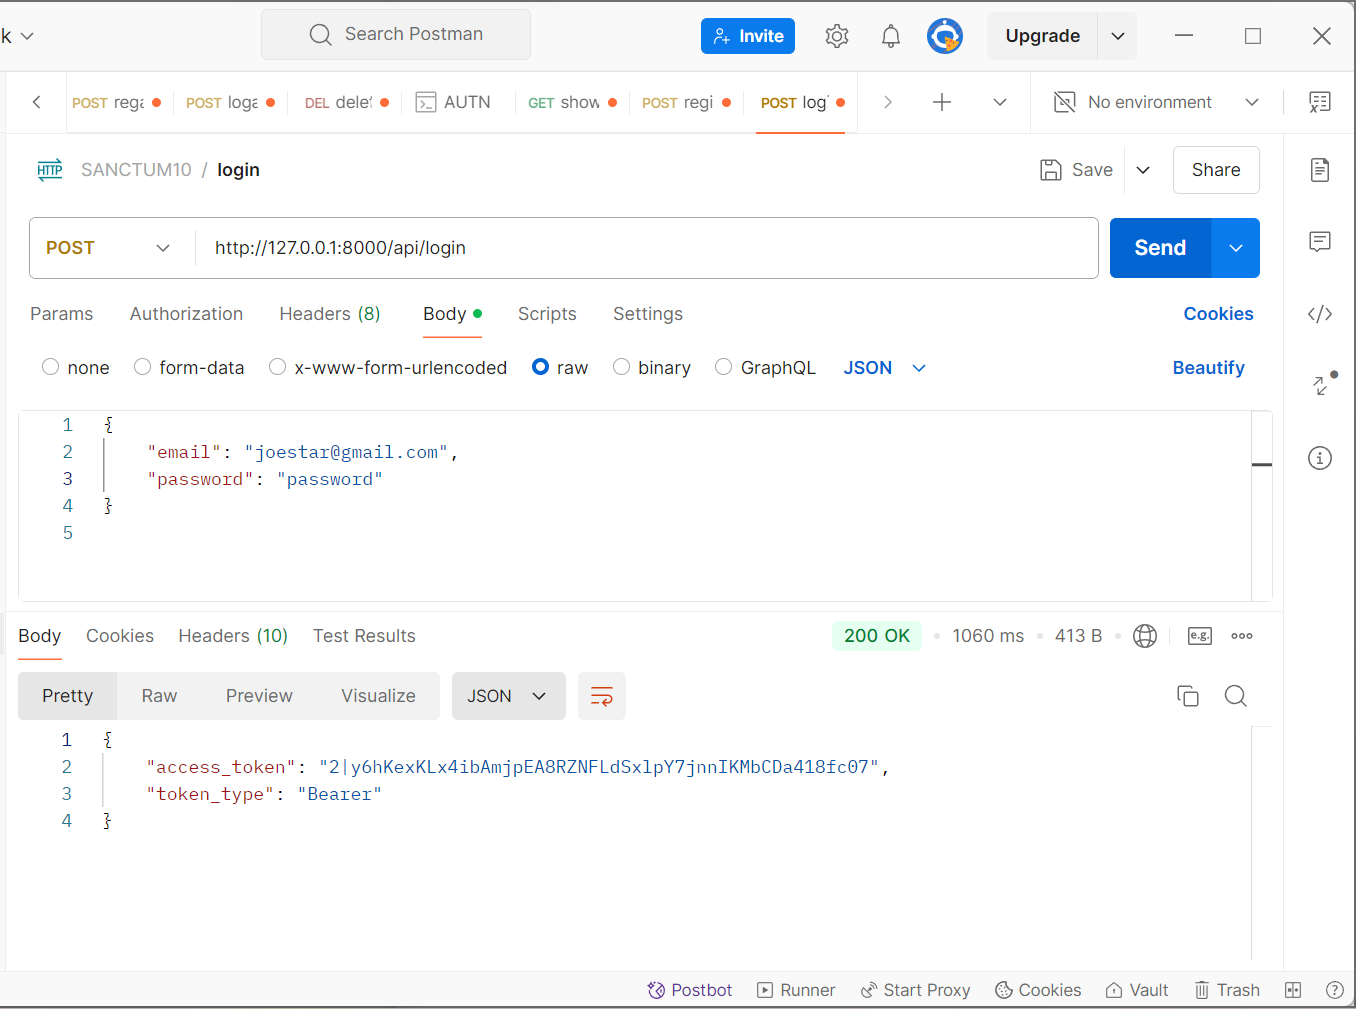 k Search Postman Invite Upgrade
POST rega POST loga DEL delet AUTN GET show POST regi POST log No environment
HTTP SANCTUM10 / login Save Share
POST http://127.0.0.1:8000/api/login Send
Params Authorization Headers (8) Body Scripts Settings Cookies
none form-data x-www-form-urlencoded raw binary GraphQL JSON Beautify
1 {
2 "email": "joestar@gmail.com",
3 "password": "password"
4 }
5
Body Cookies Headers (10) Test Results 200 OK 1060 ms 413 B e.g.
Pretty Raw Preview Visualize JSON
1 {
2 "access_token": "2|y6hKexKLx4ibAmjpEA8RZNFLdSxlpY7jnnIKMbCDa418fc07",
3 "token_type": "Bearer"
4 }
Postbot Runner Start Proxy Cookies Vault Trash